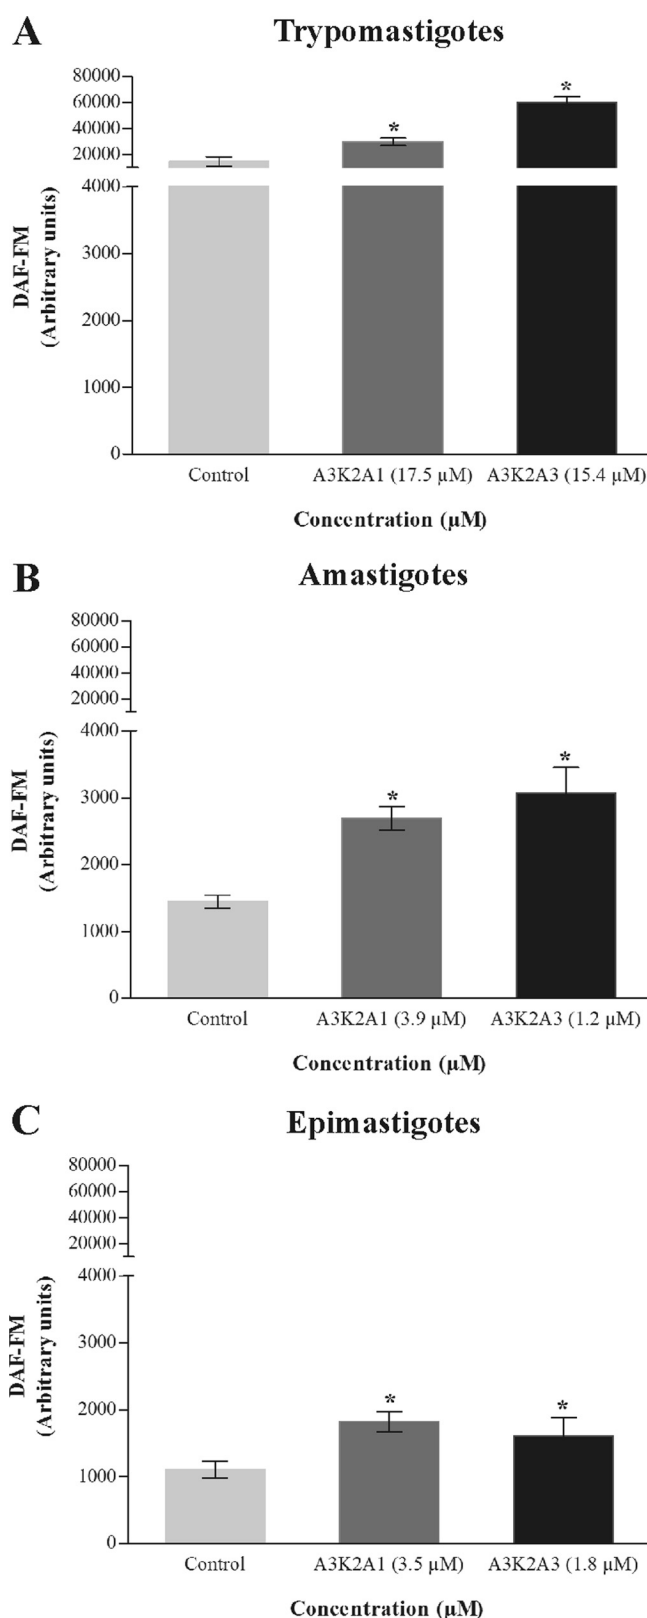 A
Trypomastigotes
80000
60000
40000
20000
4000
3000
2000
1000
0
DAF-FM
(Arbitrary units)
*
*
Control
A3K2A1 (17.5 µM)
A3K2A3 (15.4 µM)
Concentration (µM)
B
Amastigotes
80000
60000
40000
20000
4000
3000
2000
1000
0
DAF-FM
(Arbitrary units)
*
*
Control
A3K2A1 (3.9 µM)
A3K2A3 (1.2 µM)
Concentration (µM)
C
Epimastigotes
80000
60000
40000
20000
4000
3000
2000
1000
0
DAF-FM
(Arbitrary units)
*
*
Control
A3K2A1 (3.5 µM)
A3K2A3 (1.8 µM)
Concentration (µM)